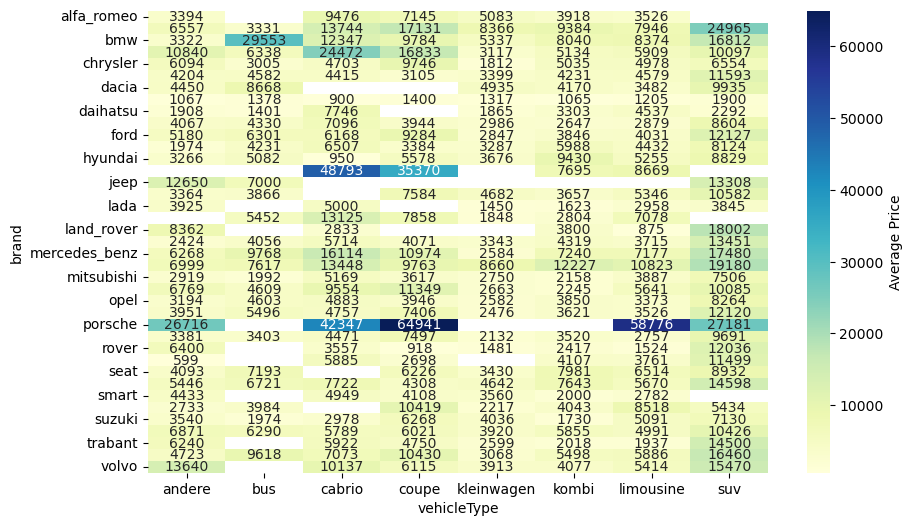 alfa_romeo 3394 9476 7145 5083 3918 3526
6557 3331 13744 17131 8366 9384 7946 24965
bmw 3322 29553 12347 9784 5337 8040 8374 16812
10840 6338 24472 16833 3117 5134 5909 10097
chrysler 6094 3005 4703 9746 1812 5035 4978 6554
4204 4582 4415 3105 3399 4231 4579 11593
dacia 4450 8668 4935 4170 3482 9935
1067 1378 900 1400 1317 1065 1205 1900
daihatsu 1908 1401 7746 1865 3303 4537 2292
4067 4330 7096 3944 2986 2647 2879 8604
ford 5180 6301 6168 9284 2847 3846 4031 12127
1974 4231 6507 3384 3287 5988 4432 8124
hyundai 3266 5082 950 5578 3676 9430 5255 8829
48793 35370 7695 8669
jeep 12650 7000 13308
3364 3866 7584 4682 3657 5346 10582
lada 3925 5000 1450 1623 2958 3845
5452 13125 7858 1848 2804 7078
land_rover 8362 2833 3800 875 18002
2424 4056 5714 4071 3343 4319 3715 13451
mercedes_benz 6268 9768 16114 10974 2584 7240 7177 17480
6999 7617 13448 9763 8660 12227 10823 19180
mitsubishi 2919 1992 5169 3617 2750 2158 3887 7506
6769 4609 9554 11349 2663 2245 5641 10085
opel 3194 4603 4883 3946 2582 3850 3373 8264
3951 5496 4757 7406 2476 3621 3526 12120
porsche 26716 42347 64941 58776 27181
3381 3403 4471 7497 2132 3520 2757 9691
rover 6400 3557 918 1481 2417 1524 12036
599 5885 2698 4107 3761 11499
seat 4093 7193 6226 3430 7981 6514 8932
5446 6721 7722 4308 4642 7643 5670 14598
smart 4433 4949 4108 3560 2000 2782
2733 3984 10419 2217 4043 8518 5434
suzuki 3540 1974 2978 6268 4036 1730 5091 7130
6871 6290 5789 6621 3920 5855 4991 10426
trabant 6240 5922 4750 2599 2018 1937 14500
4723 9618 7073 10430 3068 5498 5886 16460
volvo 13640 10137 6115 3913 4077 5414 15470
andere bus cabrio coupe kleinwagen kombi limousine suv
vehicleType
brand
60000
50000
40000
30000
20000
10000
Average Price